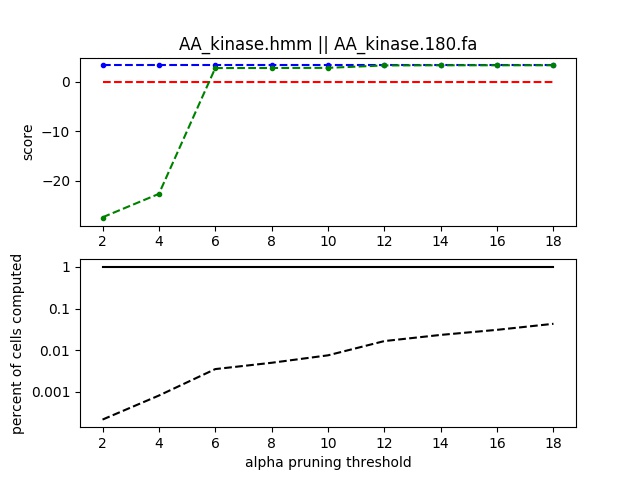 AA_kinase.hmm || AA_kinase.180.fa
score
0
−10
−20
2 4 6 8 10 12 14 16 18
percent of cells computed
1
0.1
0.01
0.001
2 4 6 8 10 12 14 16 18
alpha pruning threshold